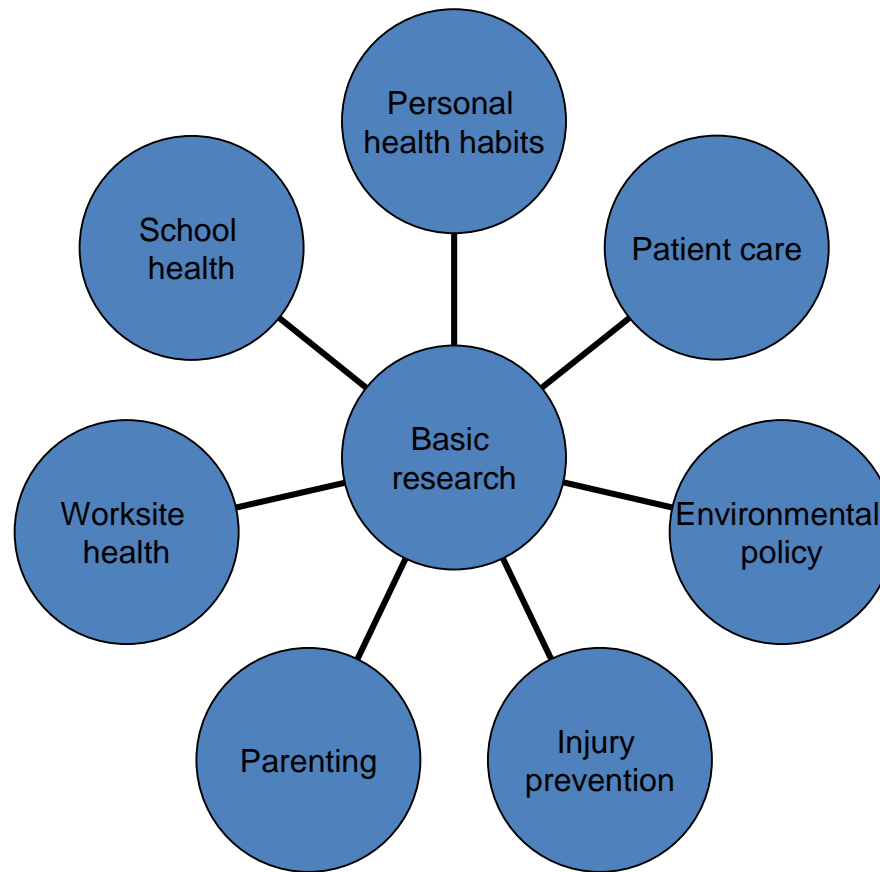 Personal
health habits
School
health
Patient care
Basic
research
Worksite
health
Environmental
policy
Parenting
Injury
prevention